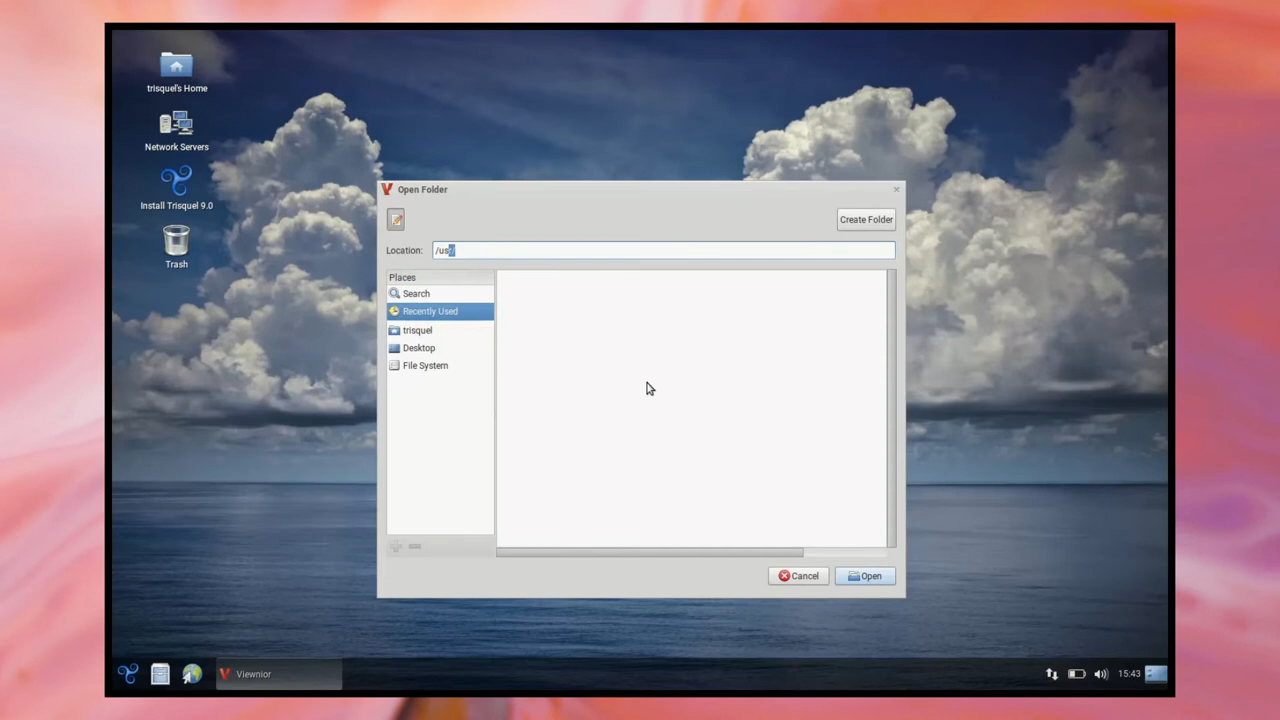 trisquel's Home
Network Servers
Install Trisquel 9.0
Trash
Open Folder
Create Folder
Location: /usr/
Places
Search
Recently Used
trisquel
Desktop
File System
Cancel
Open
Viewnior
15:43